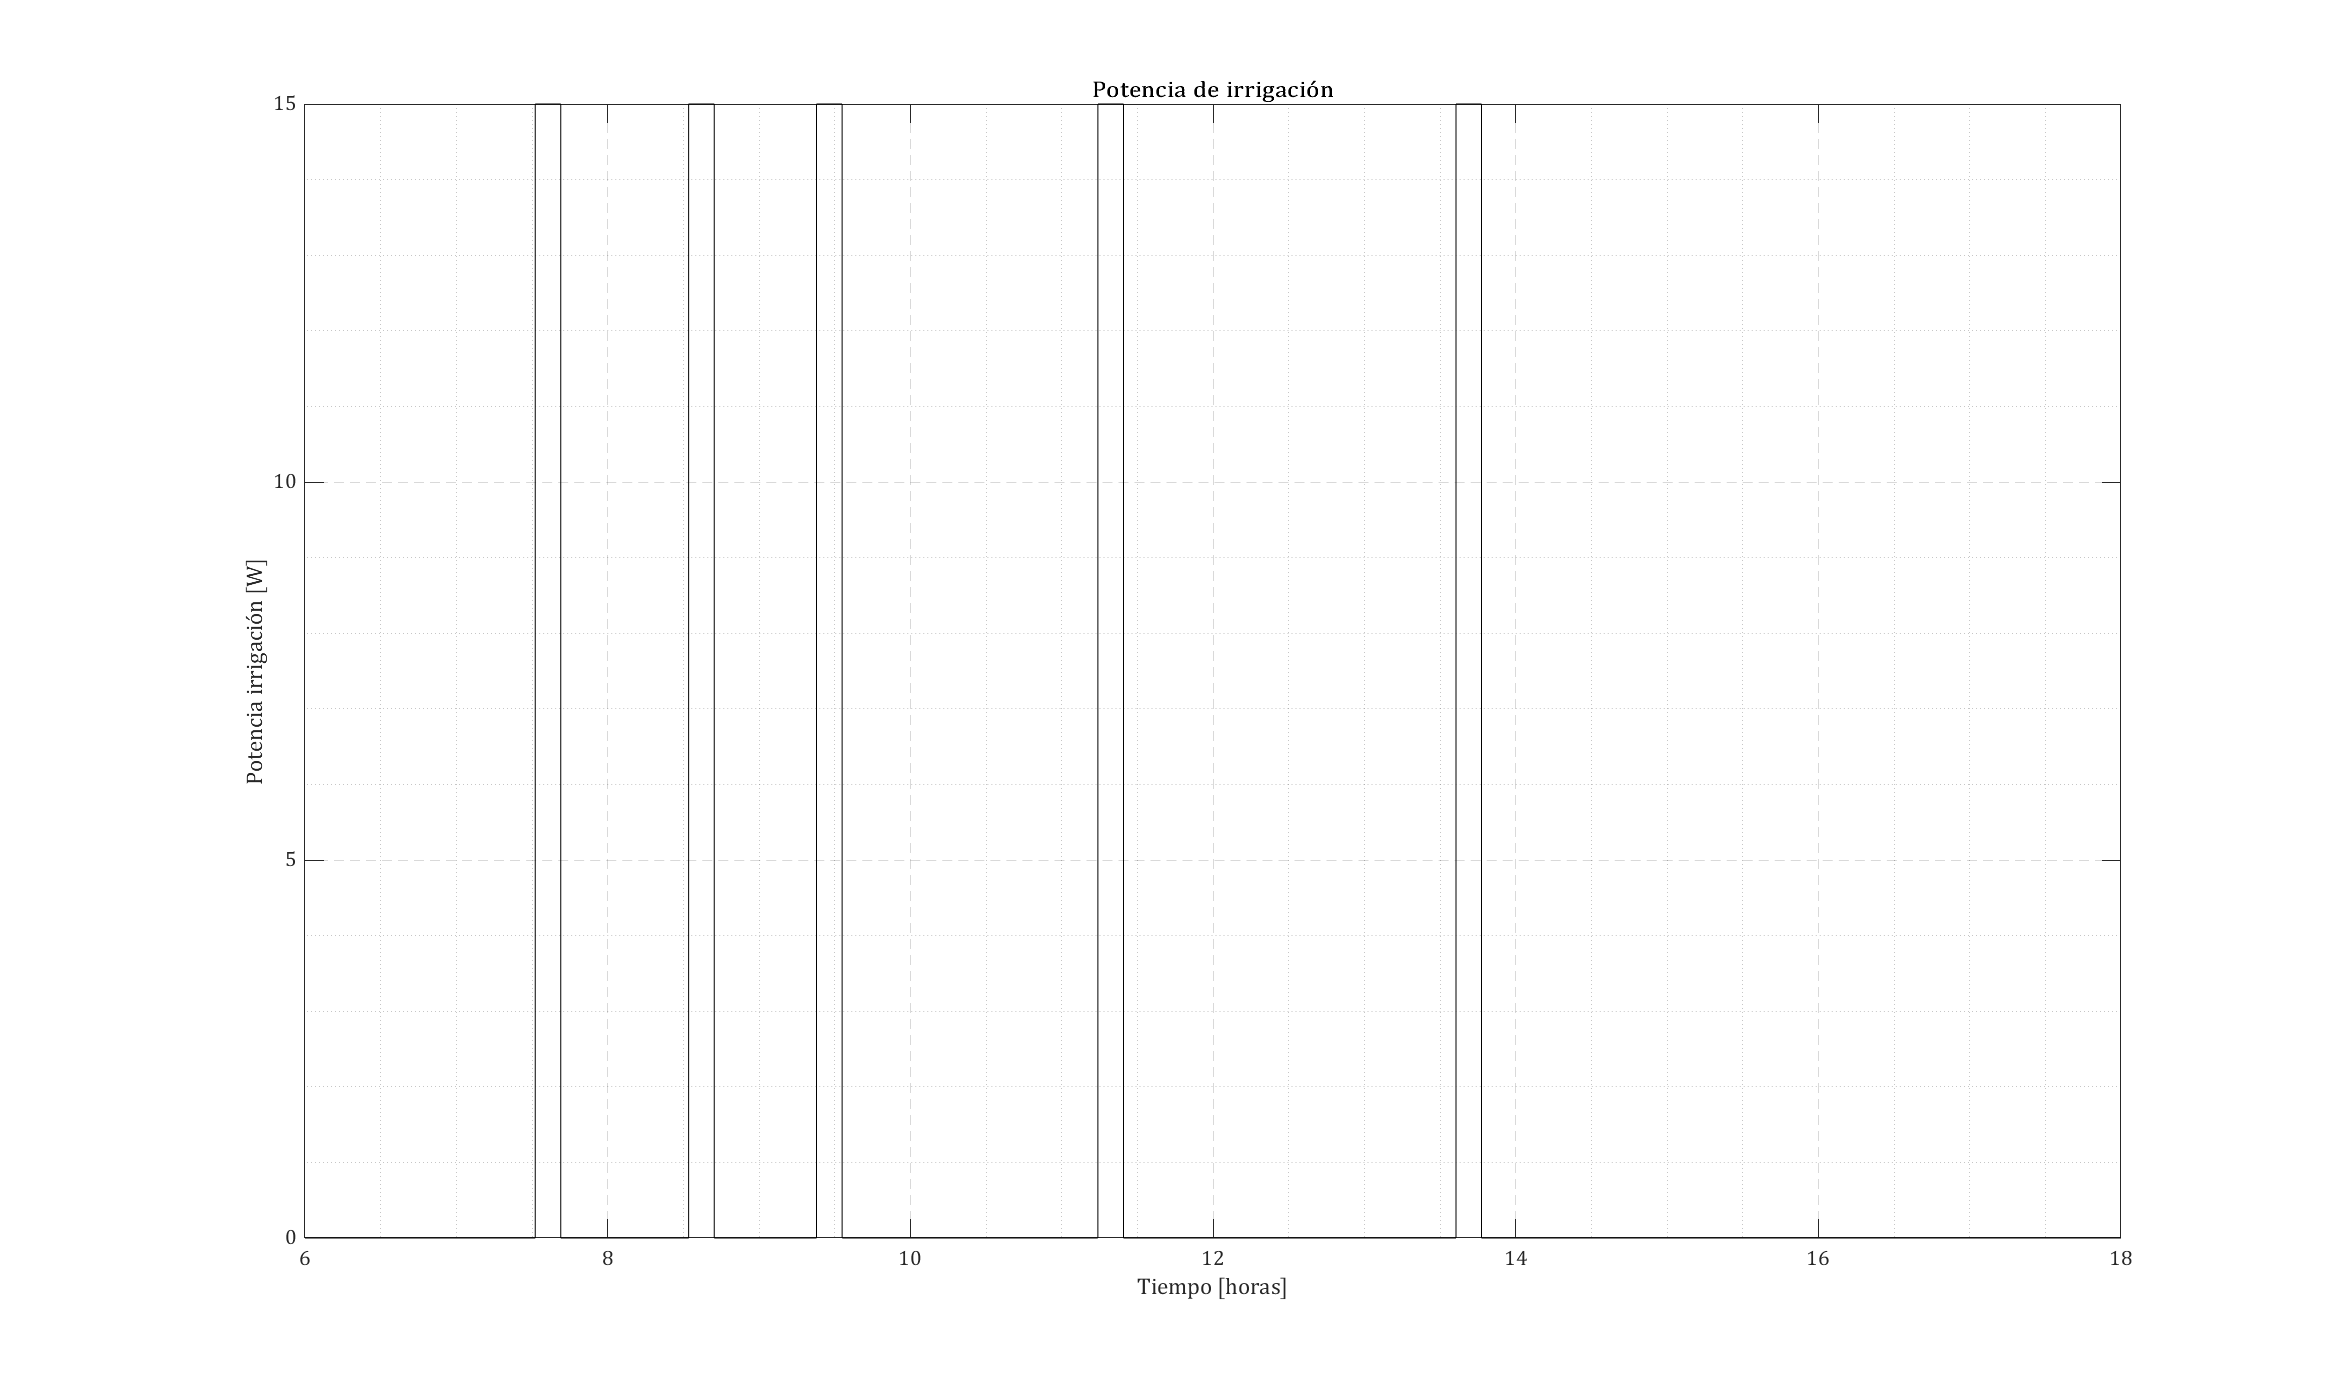 Potencia de irrigación
15
10
5
0
Potencia irrigación [W]
6 8 10 12 14 16 18
Tiempo [horas]